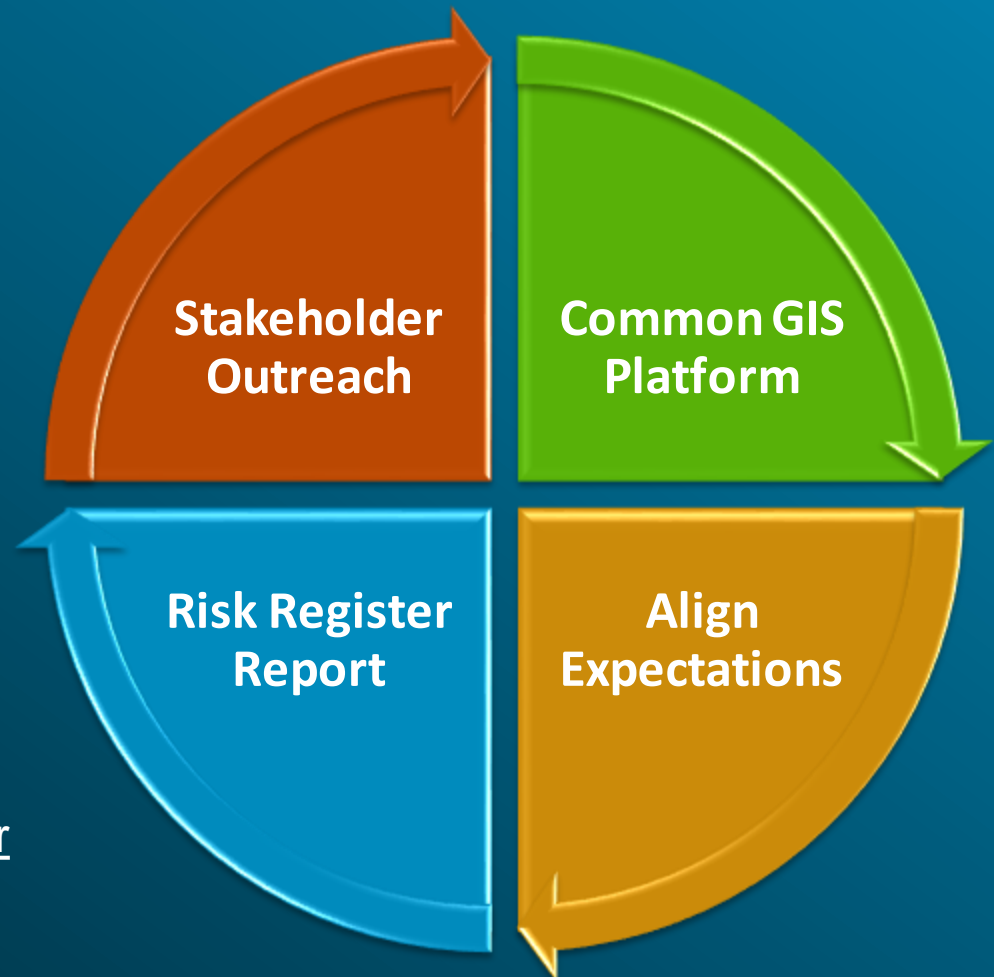 Stakeholder
Outreach
Common GIS
Platform
Risk Register
Report
Align
Expectations
r